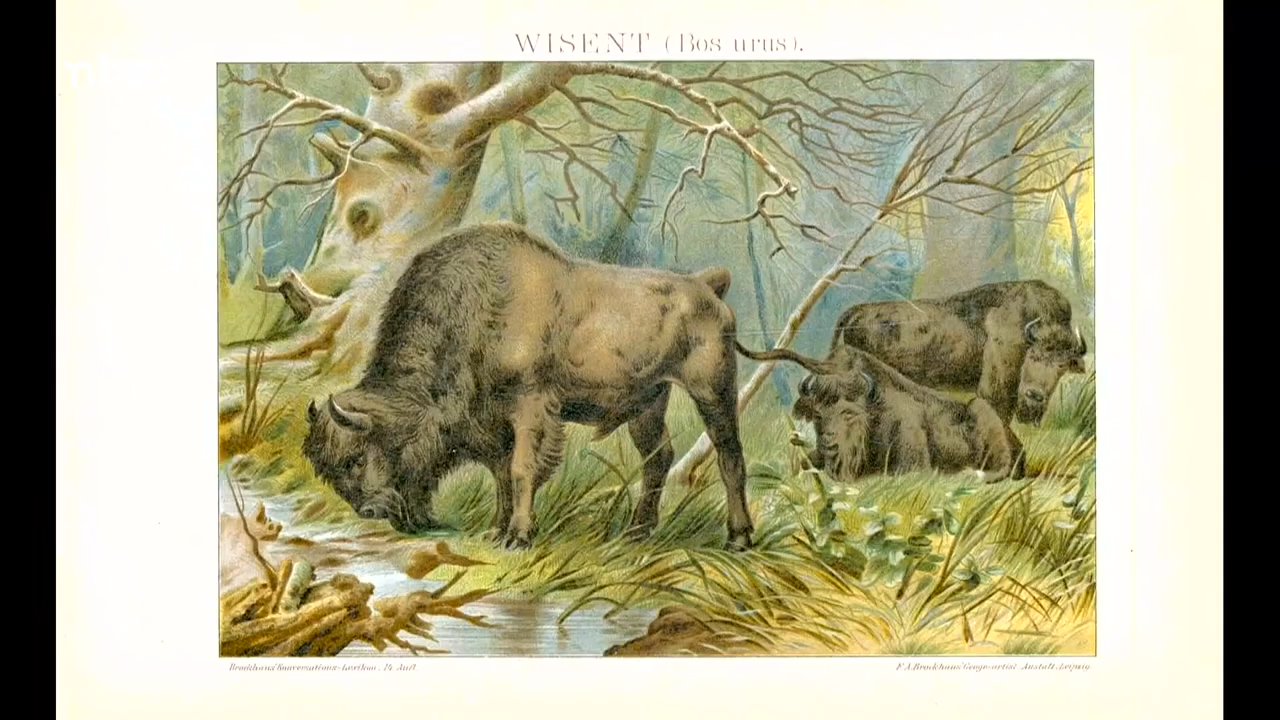 WISENT (Bos urus).
Brockhaus' Konversations-Lexikon. 14. Aufl.
F. A. Brockhaus' Geogr.-artist. Anstalt, Leipzig.